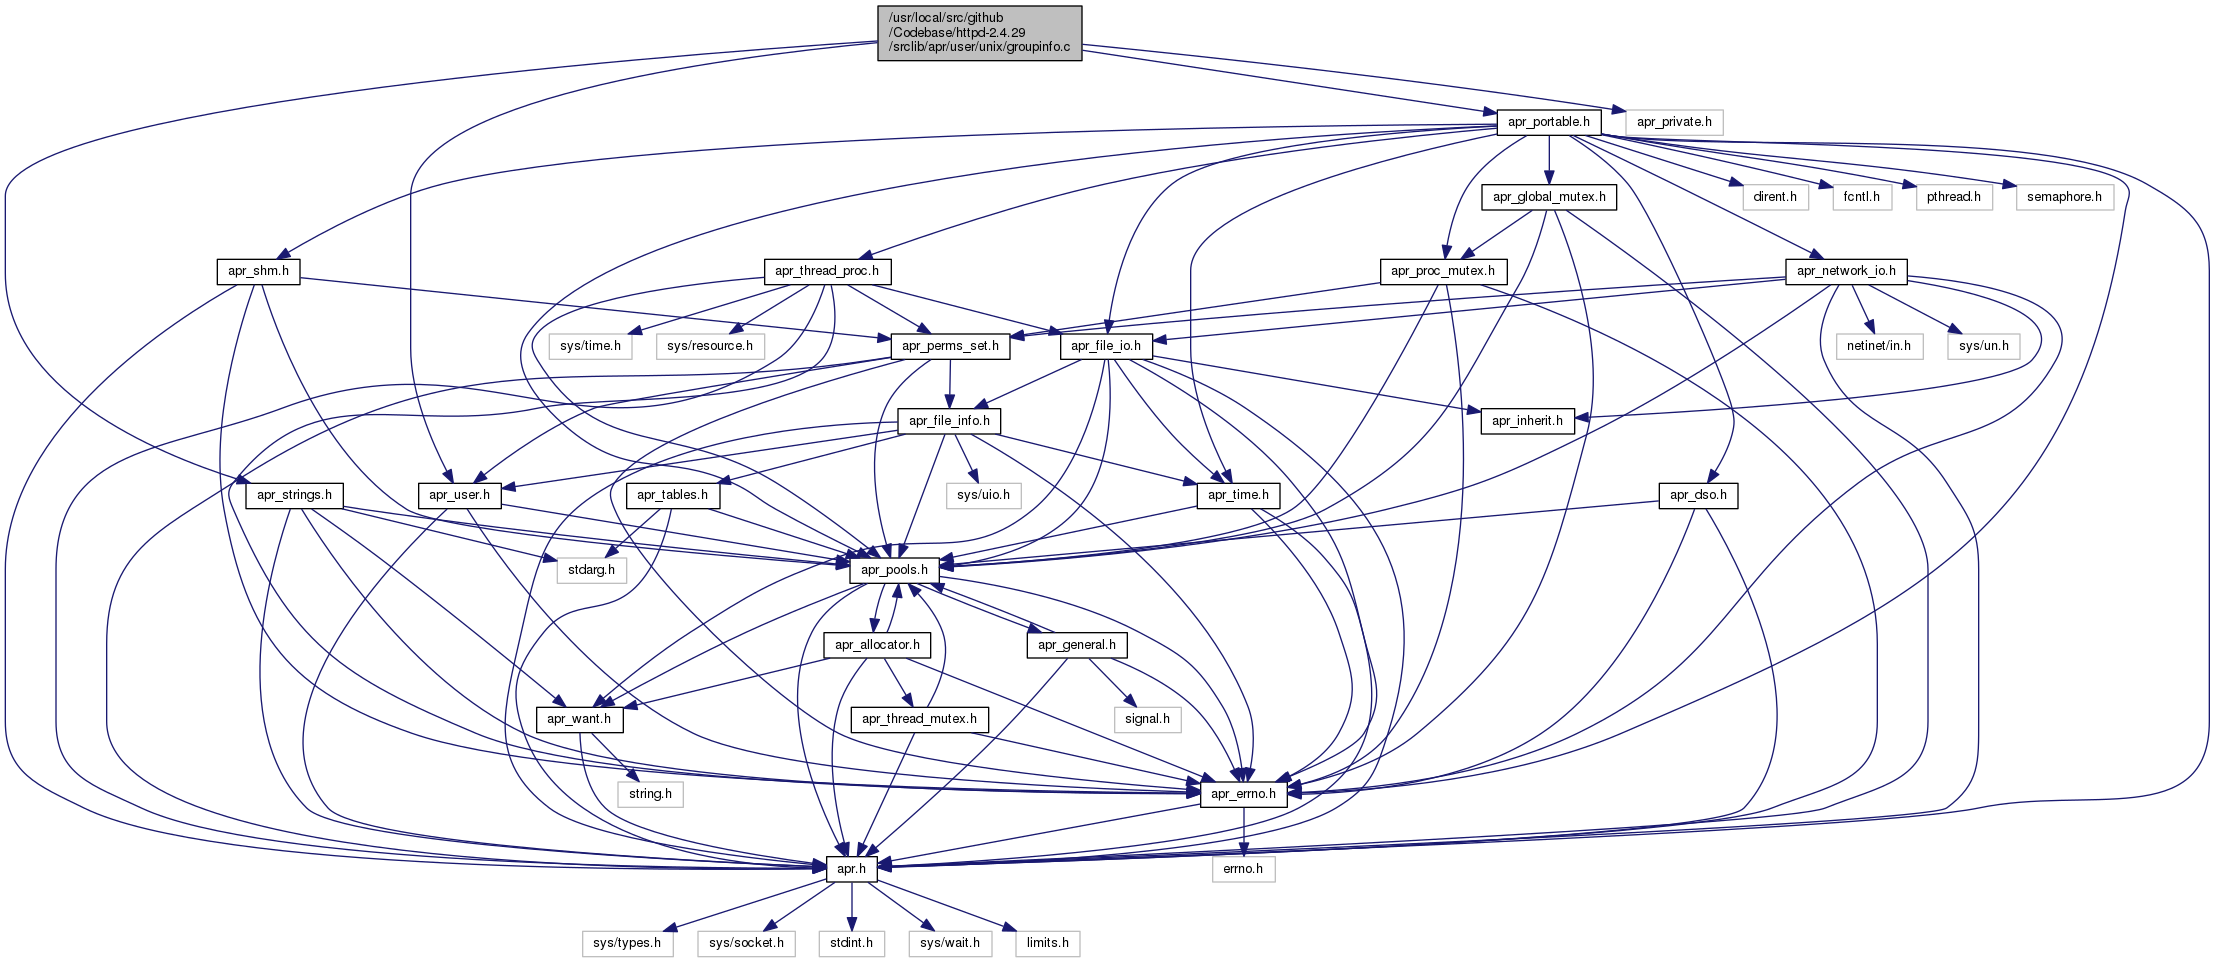 /usr/local/src/github
/Codebase/httpd-2.4.29
/srclib/apr/user/unix/groupinfo.c
apr_portable.h
apr_private.h
apr_global_mutex.h
dirent.h
fcntl.h
pthread.h
semaphore.h
apr_shm.h
apr_thread_proc.h
apr_proc_mutex.h
apr_network_io.h
sys/time.h
sys/resource.h
apr_perms_set.h
apr_file_io.h
netinet/in.h
sys/un.h
apr_file_info.h
apr_inherit.h
apr_strings.h
apr_user.h
apr_tables.h
sys/uio.h
apr_time.h
apr_dso.h
stdarg.h
apr_pools.h
apr_allocator.h
apr_general.h
apr_want.h
apr_thread_mutex.h
signal.h
string.h
apr_errno.h
apr.h
errno.h
sys/types.h
sys/socket.h
stdint.h
sys/wait.h
limits.h